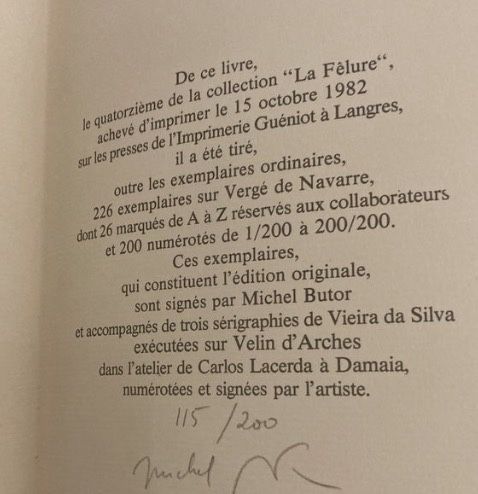 De ce livre,
le quatorzième de la collection “La Fêlure“,
achevé d'imprimer le 15 octobre 1982
sur les presses de l'Imprimerie Guéniot à Langres,
il a été tiré,
outre les exemplaires ordinaires,
226 exemplaires sur Vergé de Navarre,
dont 26 marqués de A à Z réservés aux collaborateurs
et 200 numérotés de 1/200 à 200/200.
Ces exemplaires,
qui constituent l'édition originale,
sont signés par Michel Butor
et accompagnés de trois sérigraphies de Vieira da Silva
exécutées sur Velin d'Arches
dans l'atelier de Carlos Lacerda à Damaia,
numérotées et signées par l'artiste.
115/200
Michel